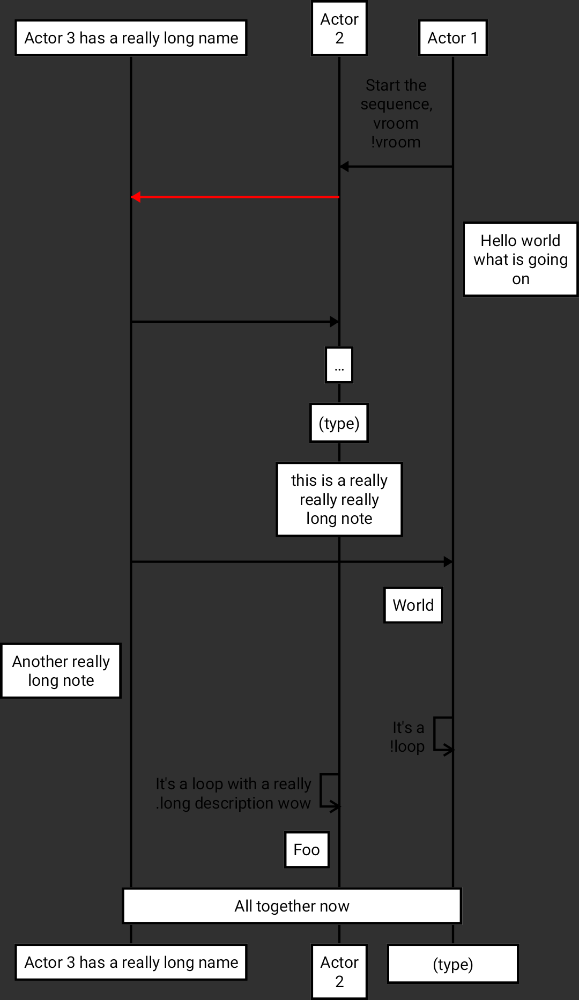 Actor 3 has a really long name
Actor
2
Actor 1
Start the
sequence,
vroom
!vroom
Hello world
what is going
on
...
(type)
this is a really
really really
long note
World
Another really
long note
It's a
!loop
It's a loop with a really
.long description wow
Foo
All together now
Actor 3 has a really long name
Actor
2
(type)